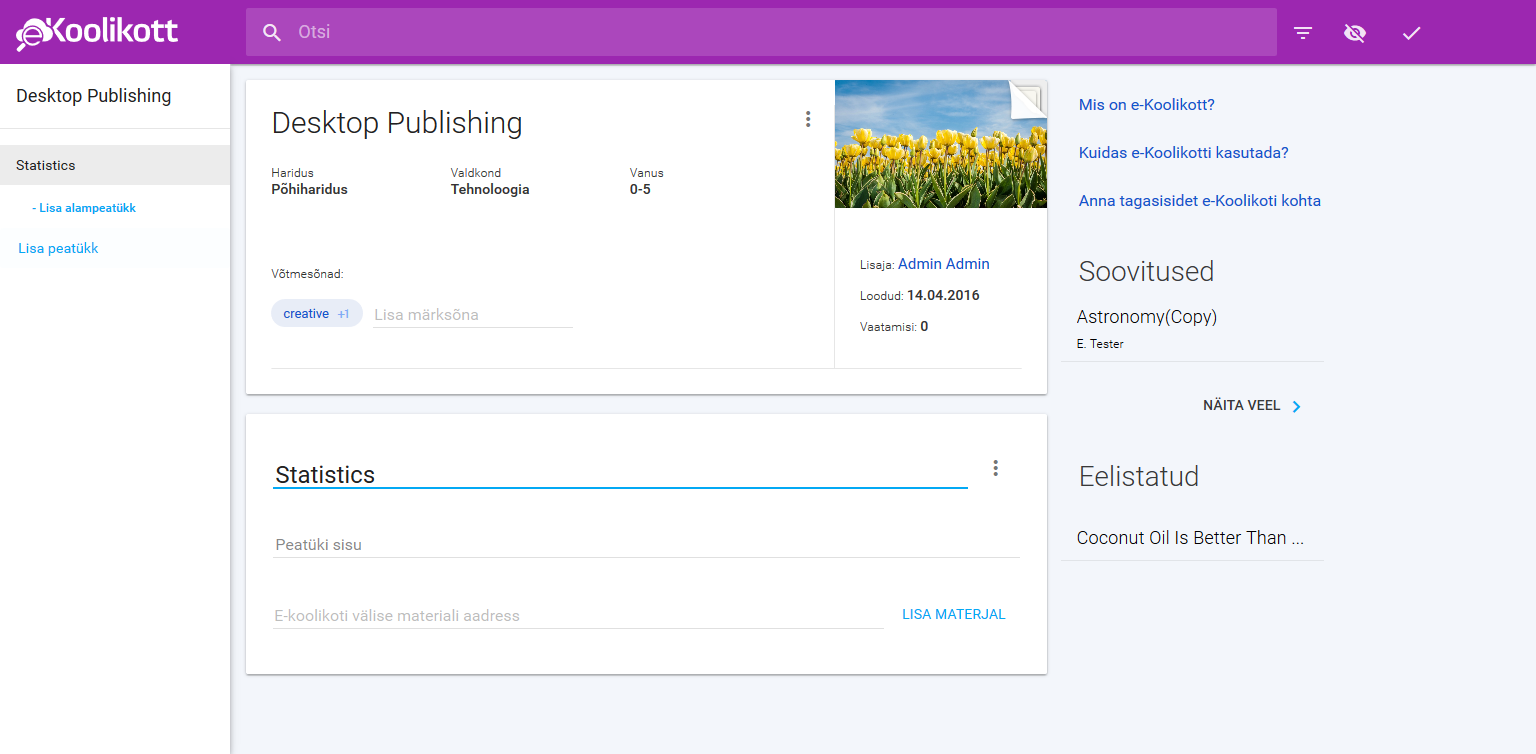 eKoolikott
Otsi
Desktop Publishing
Statistics
- Lisa alampeatükk
Lisa peatükk
Desktop Publishing
Haridus Valdkond Vanus
Põhiharidus Tehnoloogia 0-5
Võtmesõnad:
creative +1 Lisa märksõna
Lisaja: Admin Admin
Loodud: 14.04.2016
Vaatamisi: 0
Statistics
Peatüki sisu
E-koolikoti välise materiali aadress LISA MATERJAL
Mis on e-Koolikott?
Kuidas e-Koolikotti kasutada?
Anna tagasisidet e-Koolikoti kohta
Soovitused
Astronomy(Copy)
E. Tester
NÄITA VEEL
Eelistatud
Coconut Oil Is Better Than ...